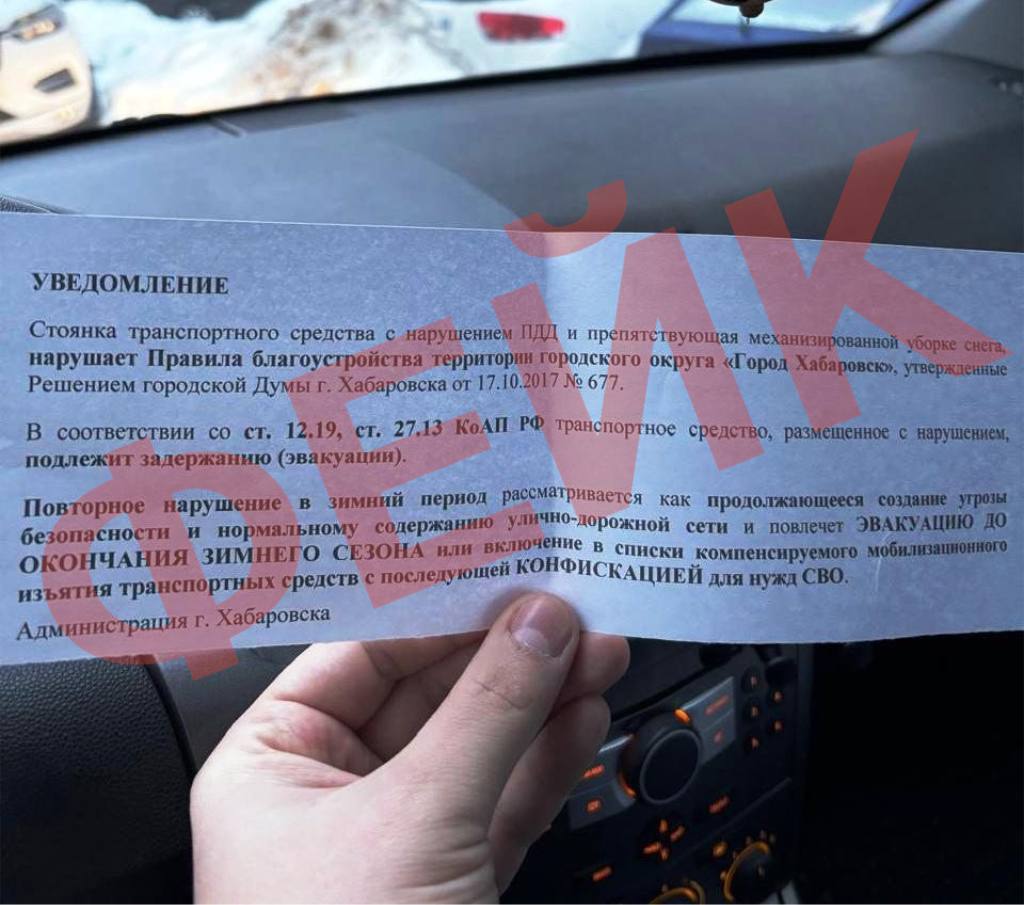 УВЕДОМЛЕНИЕ
Стоянка транспортного средства с нарушением ПДД и препятствующая механизированной уборке снега,
нарушает Правила благоустройства территории городского округа «Город Хабаровск», утвержденные
Решением городской Думы г. Хабаровска от 17.10.2017 № 677.
В соответствии со ст. 12.19, ст. 27.13 КоАП РФ транспортное средство, размещенное с нарушением,
подлежит задержанию (эвакуации).
Повторное нарушение в зимний период рассматривается как продолжающееся создание угрозы
безопасности и нормальному содержанию улично-дорожной сети и повлечет ЭВАКУАЦИЮ ДО
ОКОНЧАНИЯ ЗИМНЕГО СЕЗОНА или включение в списки компенсируемого мобилизационного
изъятия транспортных средств с последующей КОНФИСКАЦИЕЙ для нужд СВО.
Администрация г. Хабаровска
ФЕЙК